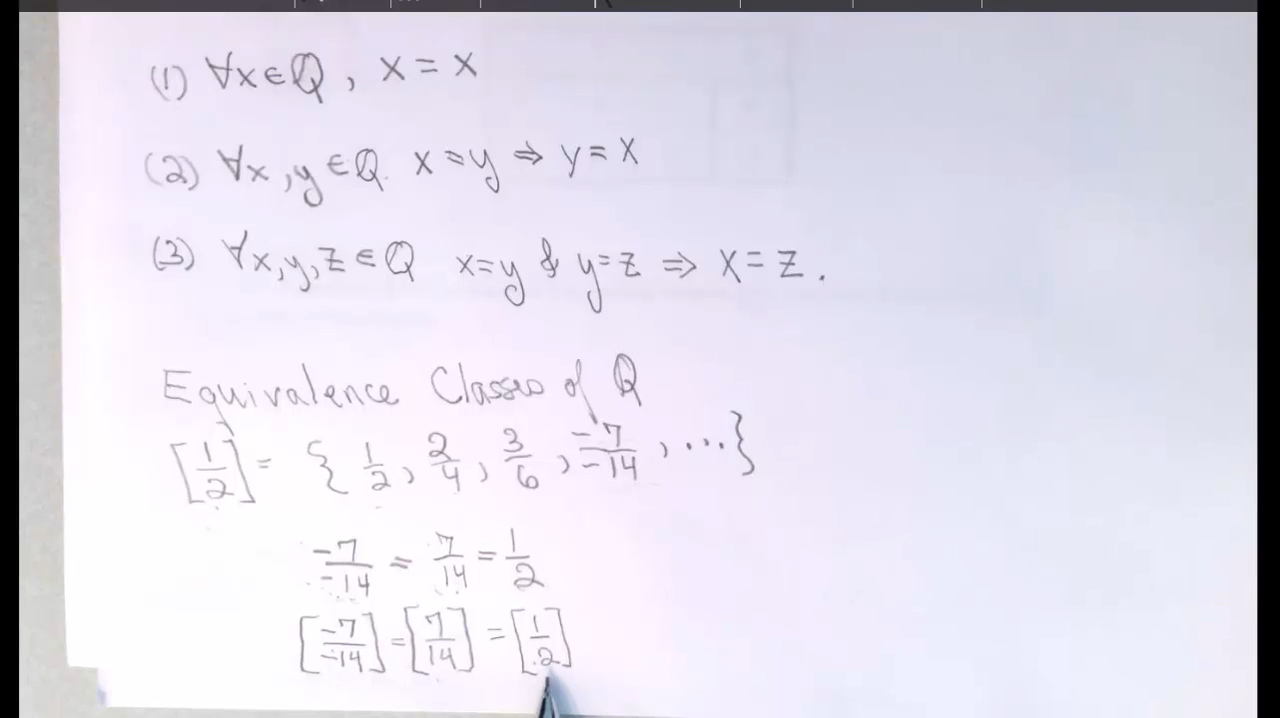 (1) ∀x∈Q, x = x
(2) ∀x,y∈Q x=y ⇒ y=x
(3) ∀x,y,z∈Q x=y & y=z ⇒ x=z.
Equivalence Classes of Q
[1/2] = { 1/2, 2/4, 3/6, -7/-14, ...}
-7/-14 = 7/14 = 1/2
[-7/-14] = [7/14] = [1/2]